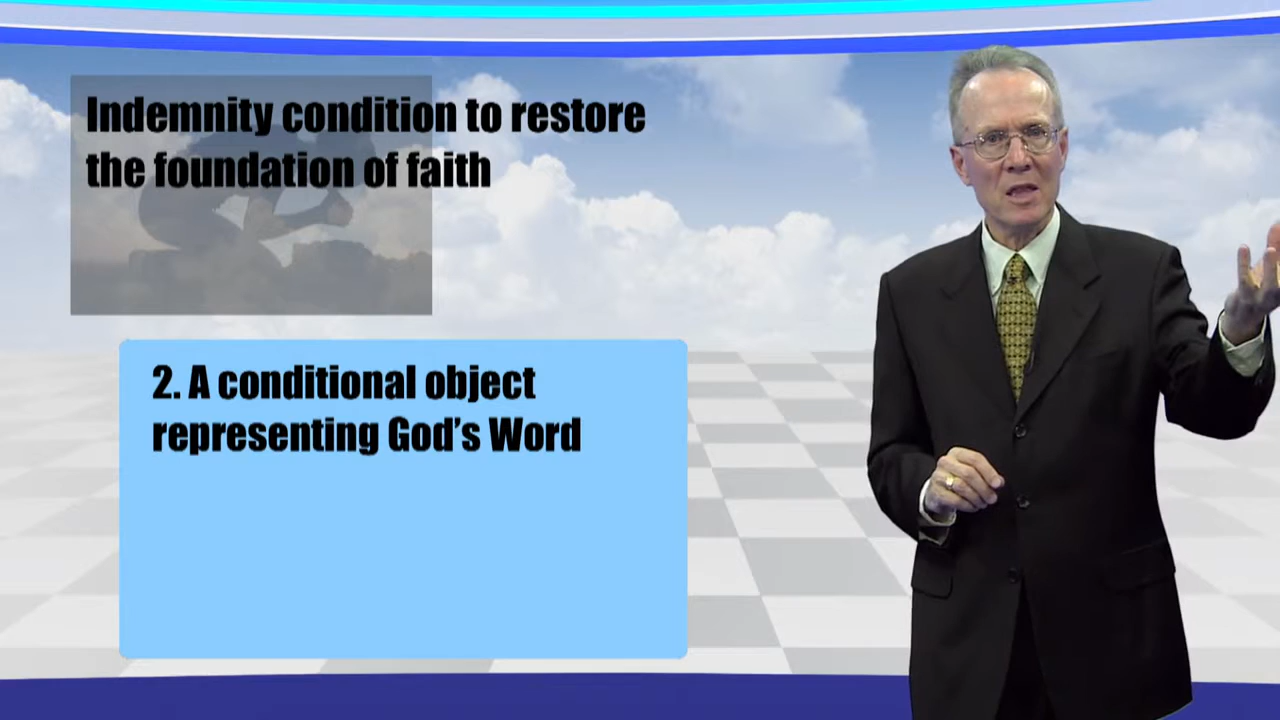 Indemnity condition to restore
the foundation of faith
2. A conditional object
representing God's Word